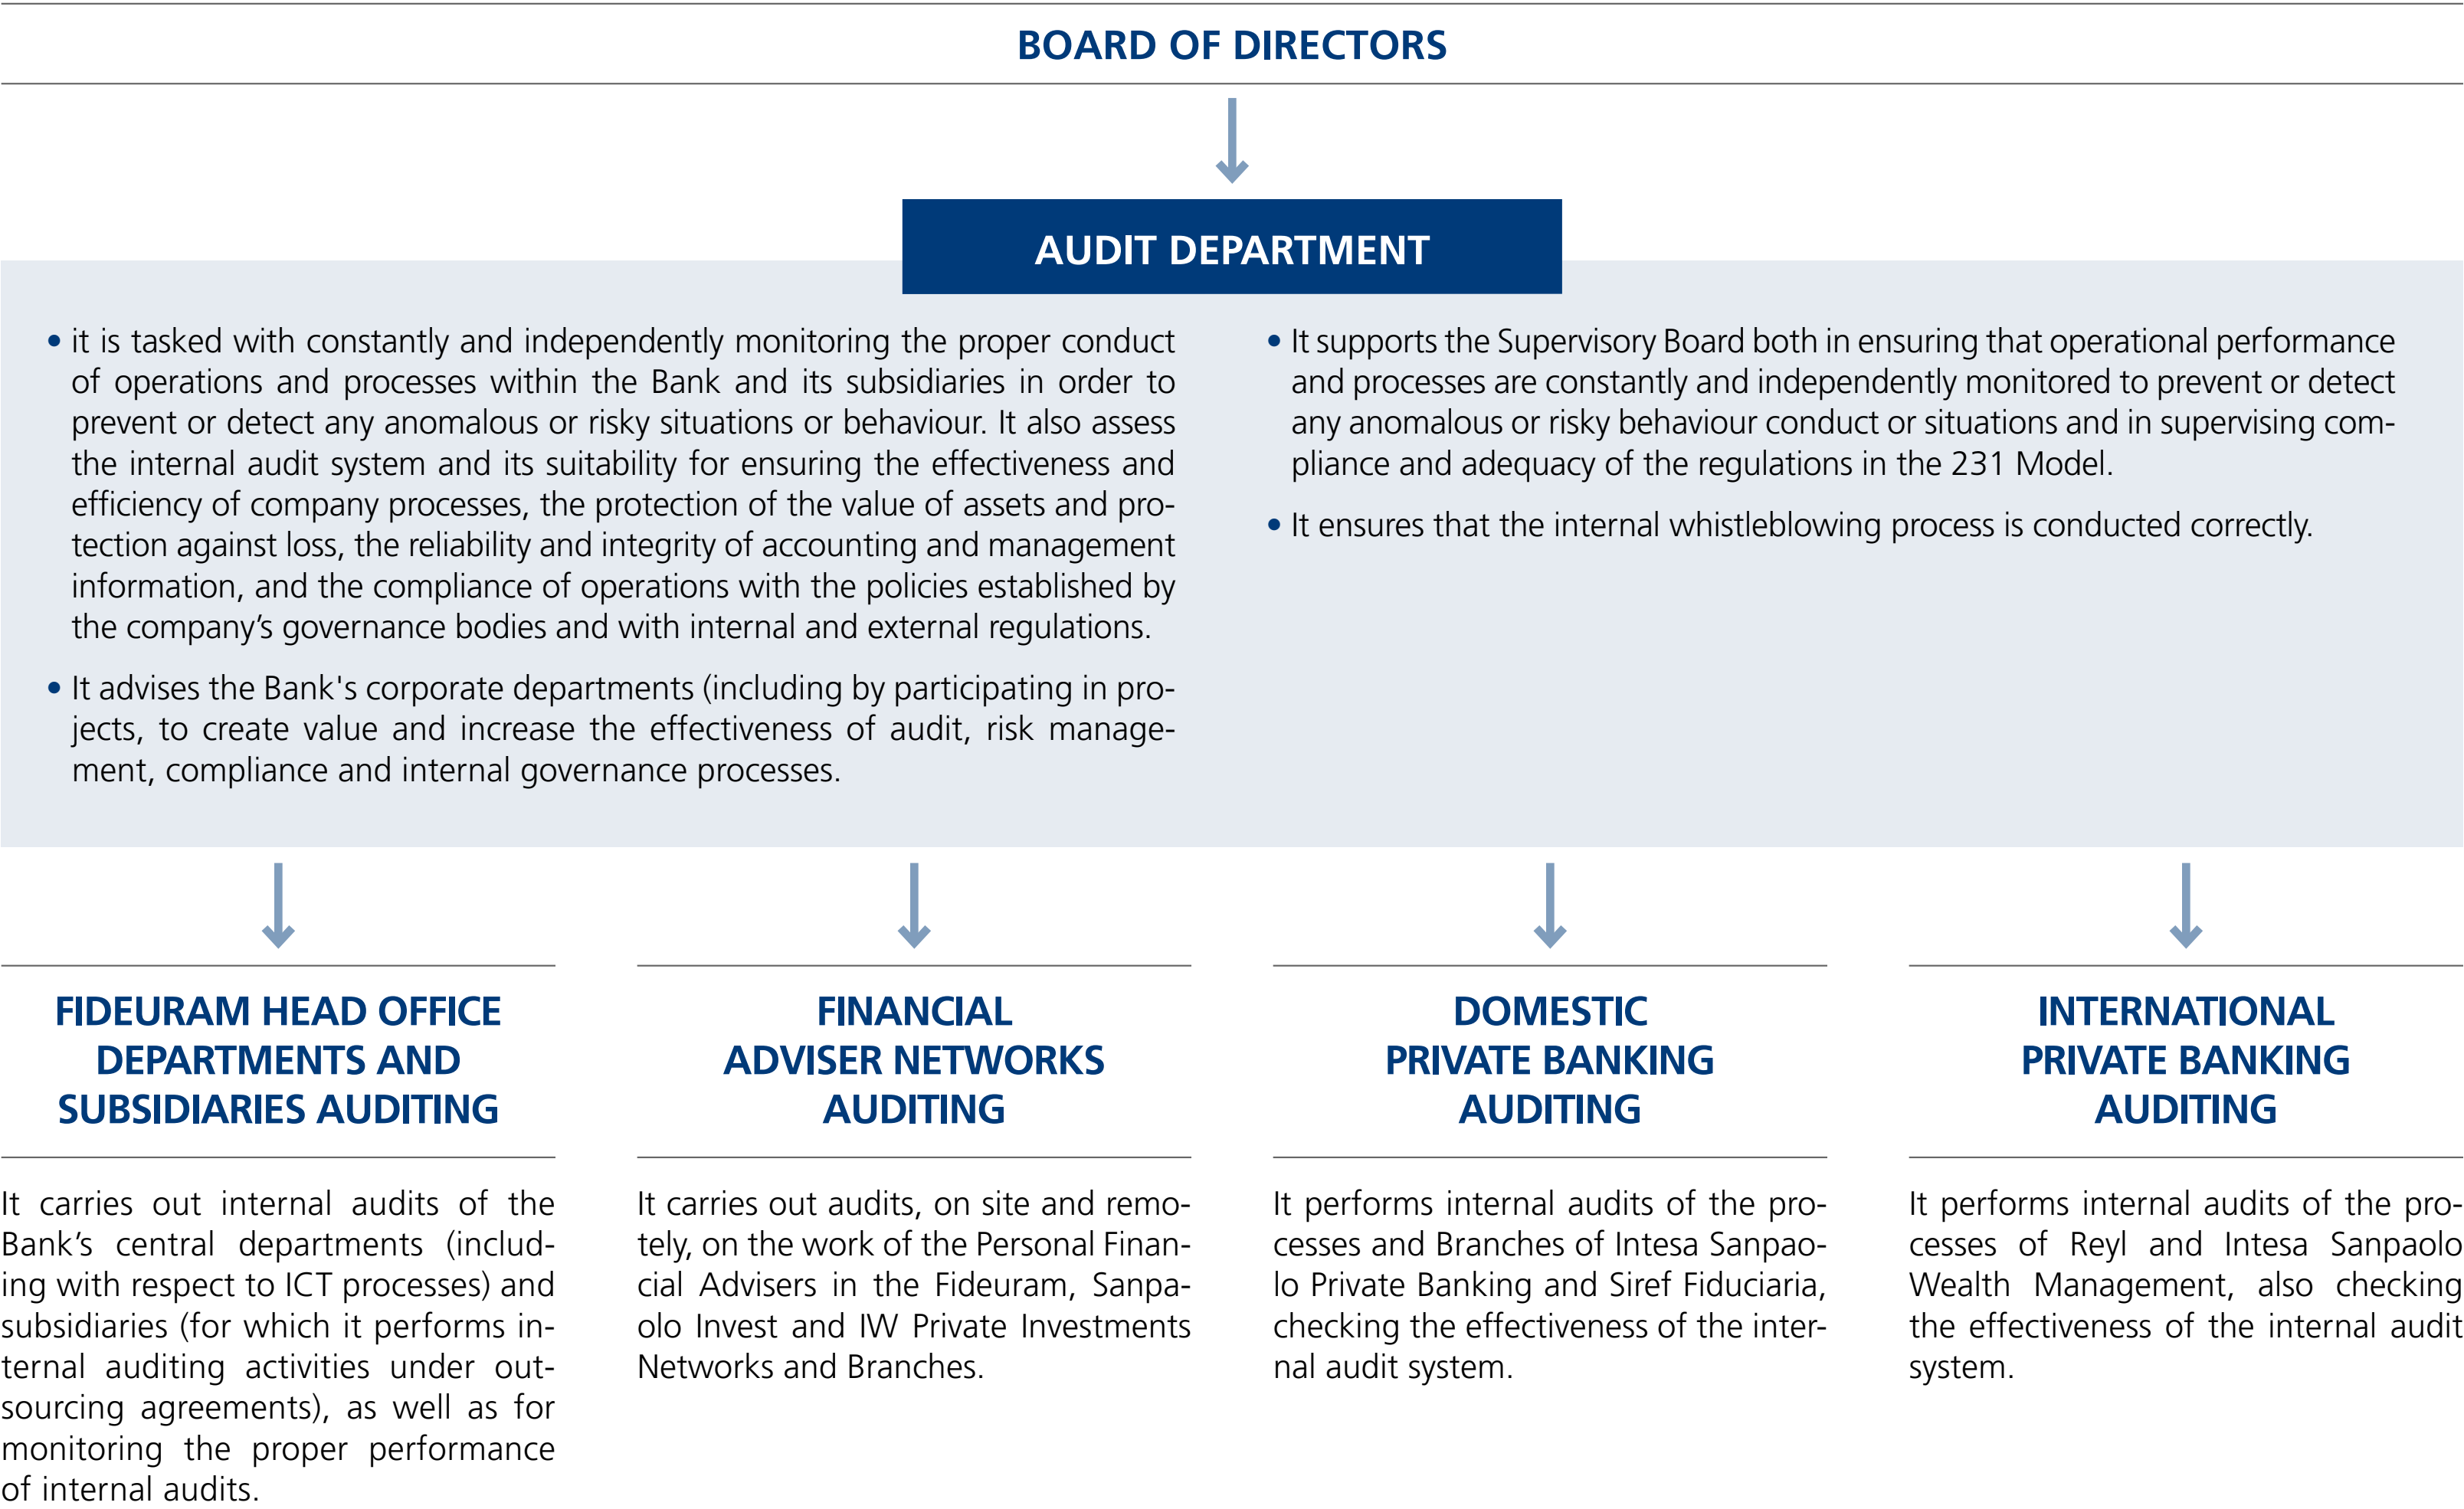 BOARD OF DIRECTORS
AUDIT DEPARTMENT
• it is tasked with constantly and independently monitoring the proper conduct
of operations and processes within the Bank and its subsidiaries in order to
prevent or detect any anomalous or risky situations or behaviour. It also assess
the internal audit system and its suitability for ensuring the effectiveness and
efficiency of company processes, the protection of the value of assets and pro-
tection against loss, the reliability and integrity of accounting and management
information, and the compliance of operations with the policies established by
the company’s governance bodies and with internal and external regulations.
• It advises the Bank's corporate departments (including by participating in pro-
jects, to create value and increase the effectiveness of audit, risk manage-
ment, compliance and internal governance processes.
• It supports the Supervisory Board both in ensuring that operational performance
and processes are constantly and independently monitored to prevent or detect
any anomalous or risky behaviour conduct or situations and in supervising com-
pliance and adequacy of the regulations in the 231 Model.
• It ensures that the internal whistleblowing process is conducted correctly.
FIDEURAM HEAD OFFICE
DEPARTMENTS AND
SUBSIDIARIES AUDITING
It carries out internal audits of the
Bank’s central departments (includ-
ing with respect to ICT processes) and
subsidiaries (for which it performs in-
ternal auditing activities under out-
sourcing agreements), as well as for
monitoring the proper performance
of internal audits.
FINANCIAL
ADVISER NETWORKS
AUDITING
It carries out audits, on site and remo-
tely, on the work of the Personal Finan-
cial Advisers in the Fideuram, Sanpa-
olo Invest and IW Private Investments
Networks and Branches.
DOMESTIC
PRIVATE BANKING
AUDITING
It performs internal audits of the pro-
cesses and Branches of Intesa Sanpao-
lo Private Banking and Siref Fiduciaria,
checking the effectiveness of the inter-
nal audit system.
INTERNATIONAL
PRIVATE BANKING
AUDITING
It performs internal audits of the pro-
cesses of Reyl and Intesa Sanpaolo
Wealth Management, also checking
the effectiveness of the internal audit
system.